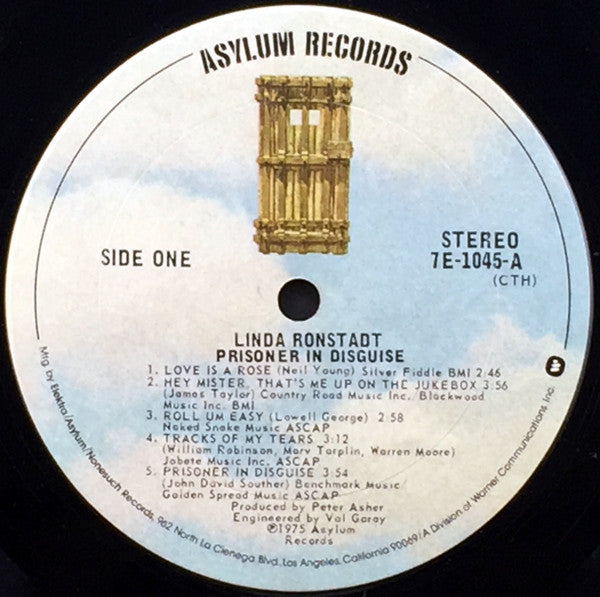 ASYLUM RECORDS
SIDE ONE
STEREO
7E-1045-A
(CTH)
LINDA RONSTADT
PRISONER IN DISGUISE
1. LOVE IS A ROSE (Neil Young) Silver Fiddle BMI 2:46
2. HEY MISTER, THAT'S ME UP ON THE JUKEBOX 3:56
(James Taylor) Country Road Music Inc. Blackwood
Music Inc. BMI
3. ROLL UM EASY (Lowell George) 2:58
Naked Snake Music ASCAP
4. TRACKS OF MY TEARS 3:12
(William Robinson, Marv Tarplin, Warren Moore)
Jobete Music Inc. ASCAP
5. PRISONER IN DISGUISE 3:54
(John David Souther) Benchmark Music/
Golden Spread Music ASCAP
Produced by Peter Asher
Engineered by Val Garay
℗1975 Asylum
Records
Mfg by Elektra/Asylum/Nonesuch Records, 962 North La Cienega Blvd., Los Angeles, California 90069/A Division of Warner Communications Inc.